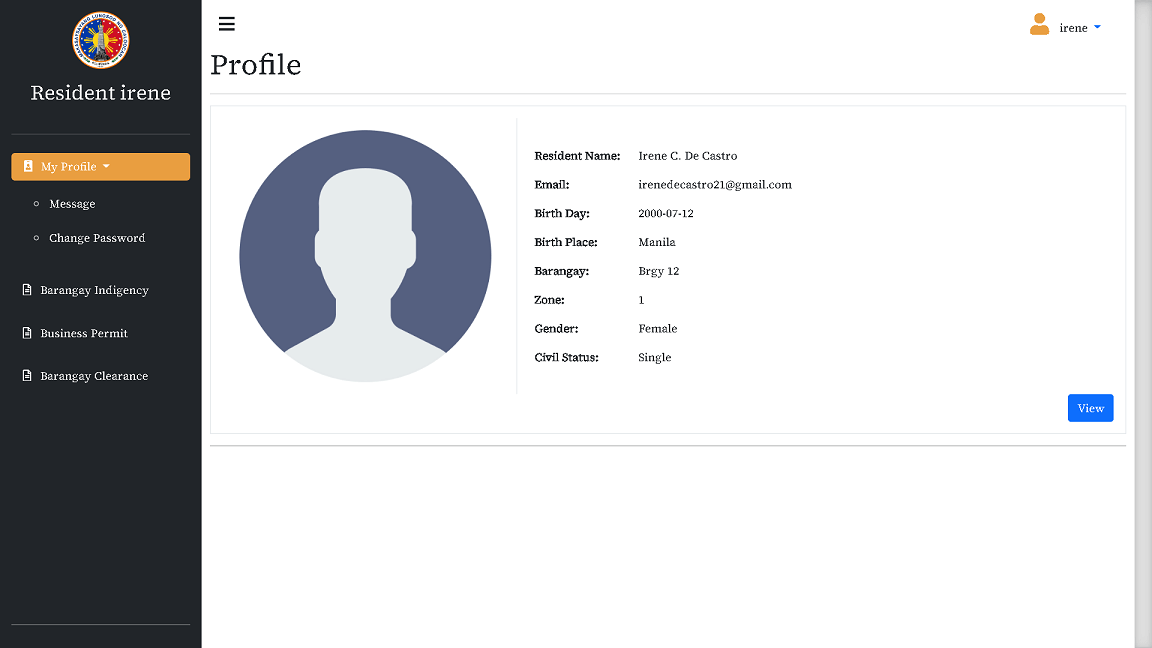 Resident irene
My Profile
Message
Change Password
Barangay Indigency
Business Permit
Barangay Clearance
irene
Profile
Resident Name: Irene C. De Castro
Email: irenedecastro21@gmail.com
Birth Day: 2000-07-12
Birth Place: Manila
Barangay: Brgy 12
Zone: 1
Gender: Female
Civil Status: Single
View